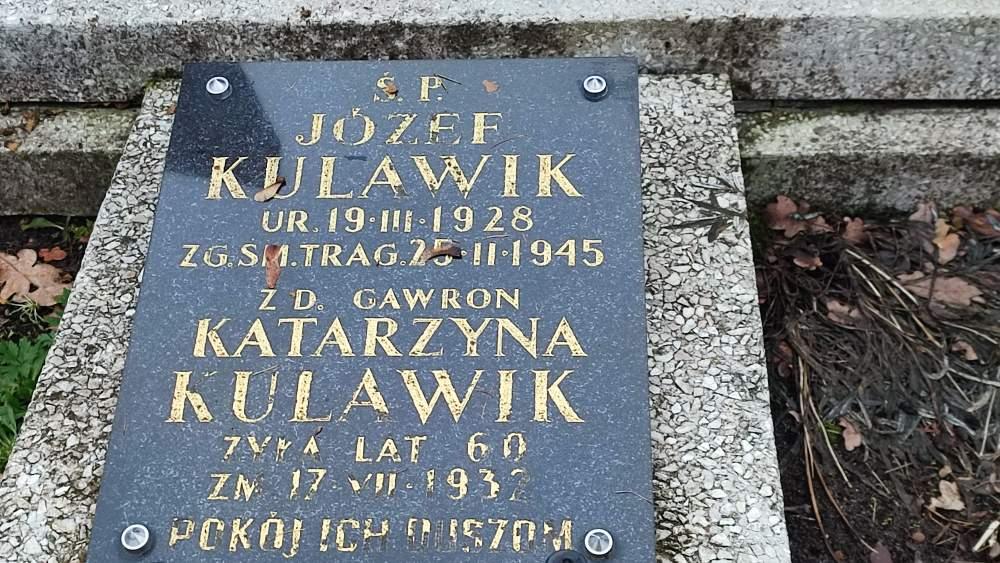 Ś. P.
JÓZEF
KULAWIK
UR. 19·III·1928
ZG. ŚM. TRAG. 25·II·1945
Z D. GAWRON
KATARZYNA
KULAWIK
ŻYŁA LAT 60
ZM. 17·VII·1932
POKÓJ ICH DUSZOM